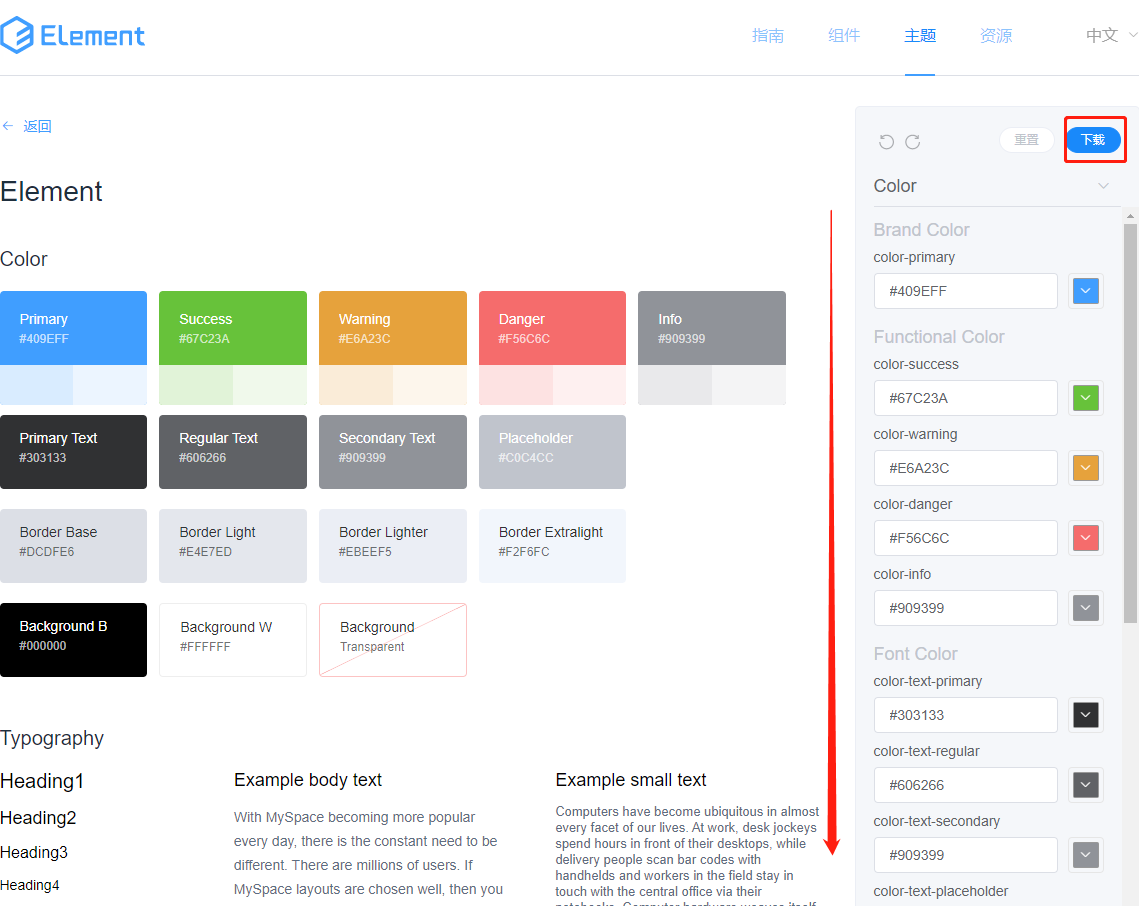 Element
指南
组件
主题
资源
中文
返回
重置
下载
Element
Color
Primary
#409EFF
Success
#67C23A
Warning
#E6A23C
Danger
#F56C6C
Info
#909399
Primary Text
#303133
Regular Text
#606266
Secondary Text
#909399
Placeholder
#C0C4CC
Border Base
#DCDFE6
Border Light
#E4E7ED
Border Lighter
#EBEEF5
Border Extralight
#F2F6FC
Background B
#000000
Background W
#FFFFFF
Background
Transparent
Typography
Heading1
Heading2
Heading3
Heading4
Example body text
With MySpace becoming more popular
every day, there is the constant need to be
different. There are millions of users. If
MySpace layouts are chosen well, then you
Example small text
Computers have become ubiquitous in almost
every facet of our lives. At work, desk jockeys
spend hours in front of their desktops, while
delivery people scan bar codes with
handhelds and workers in the field stay in
touch with the central office via their
notebooks. Computer hardware weaves itself
Color
Brand Color
color-primary
#409EFF
Functional Color
color-success
#67C23A
color-warning
#E6A23C
color-danger
#F56C6C
color-info
#909399
Font Color
color-text-primary
#303133
color-text-regular
#606266
color-text-secondary
#909399
color-text-placeholder